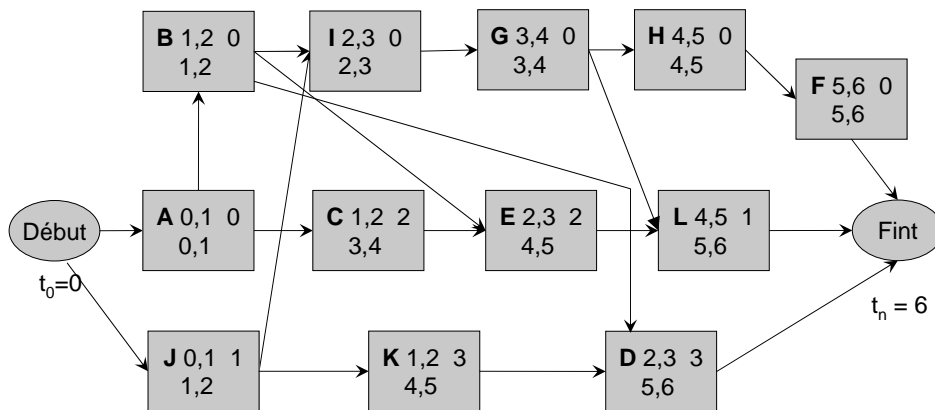 B 1,2 0
1,2
I 2,3 0
2,3
G 3,4 0
3,4
H 4,5 0
4,5
F 5,6 0
5,6
Début
A 0,1 0
0,1
C 1,2 2
3,4
E 2,3 2
4,5
L 4,5 1
5,6
Fint
t0=0
tn = 6
J 0,1 1
1,2
K 1,2 3
4,5
D 2,3 3
5,6